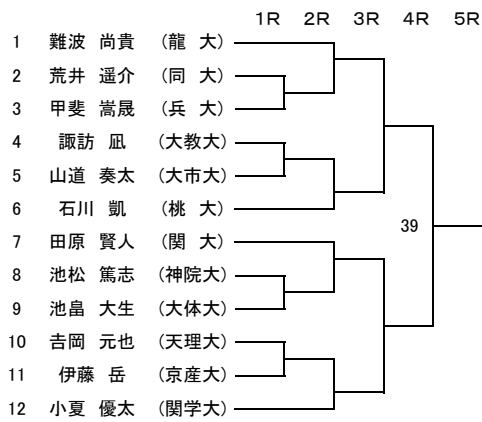 1R 2R 3R 4R 5R
1 難波 尚貴 (龍 大)
2 荒井 遥介 (同 大)
3 甲斐 嵩晟 (兵 大)
4 諏訪 凪 (大教大)
5 山道 奏太 (大市大)
6 石川 凱 (桃 大)
39
7 田原 賢人 (関 大)
8 池松 篤志 (神院大)
9 池畠 大生 (大体大)
10 吉岡 元也 (天理大)
11 伊藤 岳 (京産大)
12 小夏 優太 (関学大)